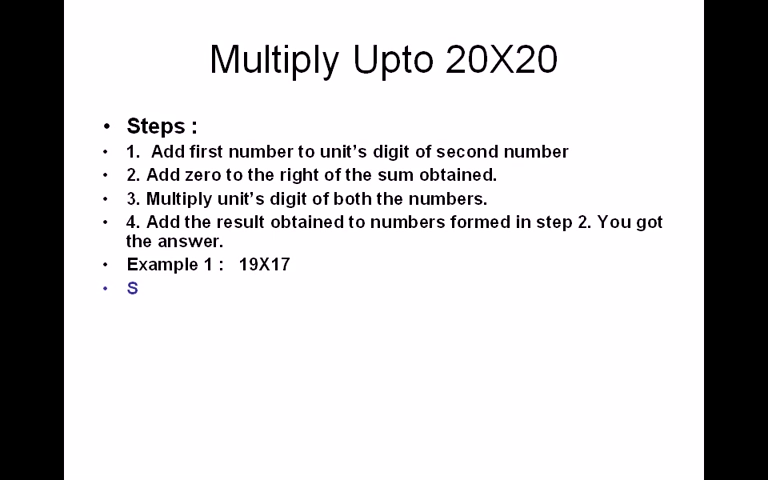 Multiply Upto 20X20
• Steps :
• 1. Add first number to unit's digit of second number
• 2. Add zero to the right of the sum obtained.
• 3. Multiply unit's digit of both the numbers.
• 4. Add the result obtained to numbers formed in step 2. You got
the answer.
• Example 1 : 19X17
• S